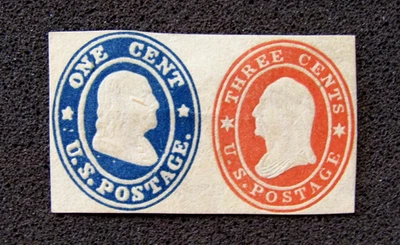 ONE CENT
U.S. POSTAGE.
THREE CENTS
U.S. POSTAGE